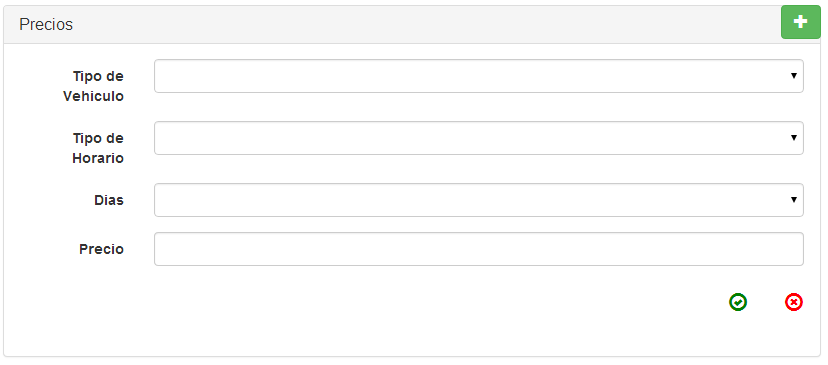 Precios
Tipo de
Vehiculo
Tipo de
Horario
Dias
Precio